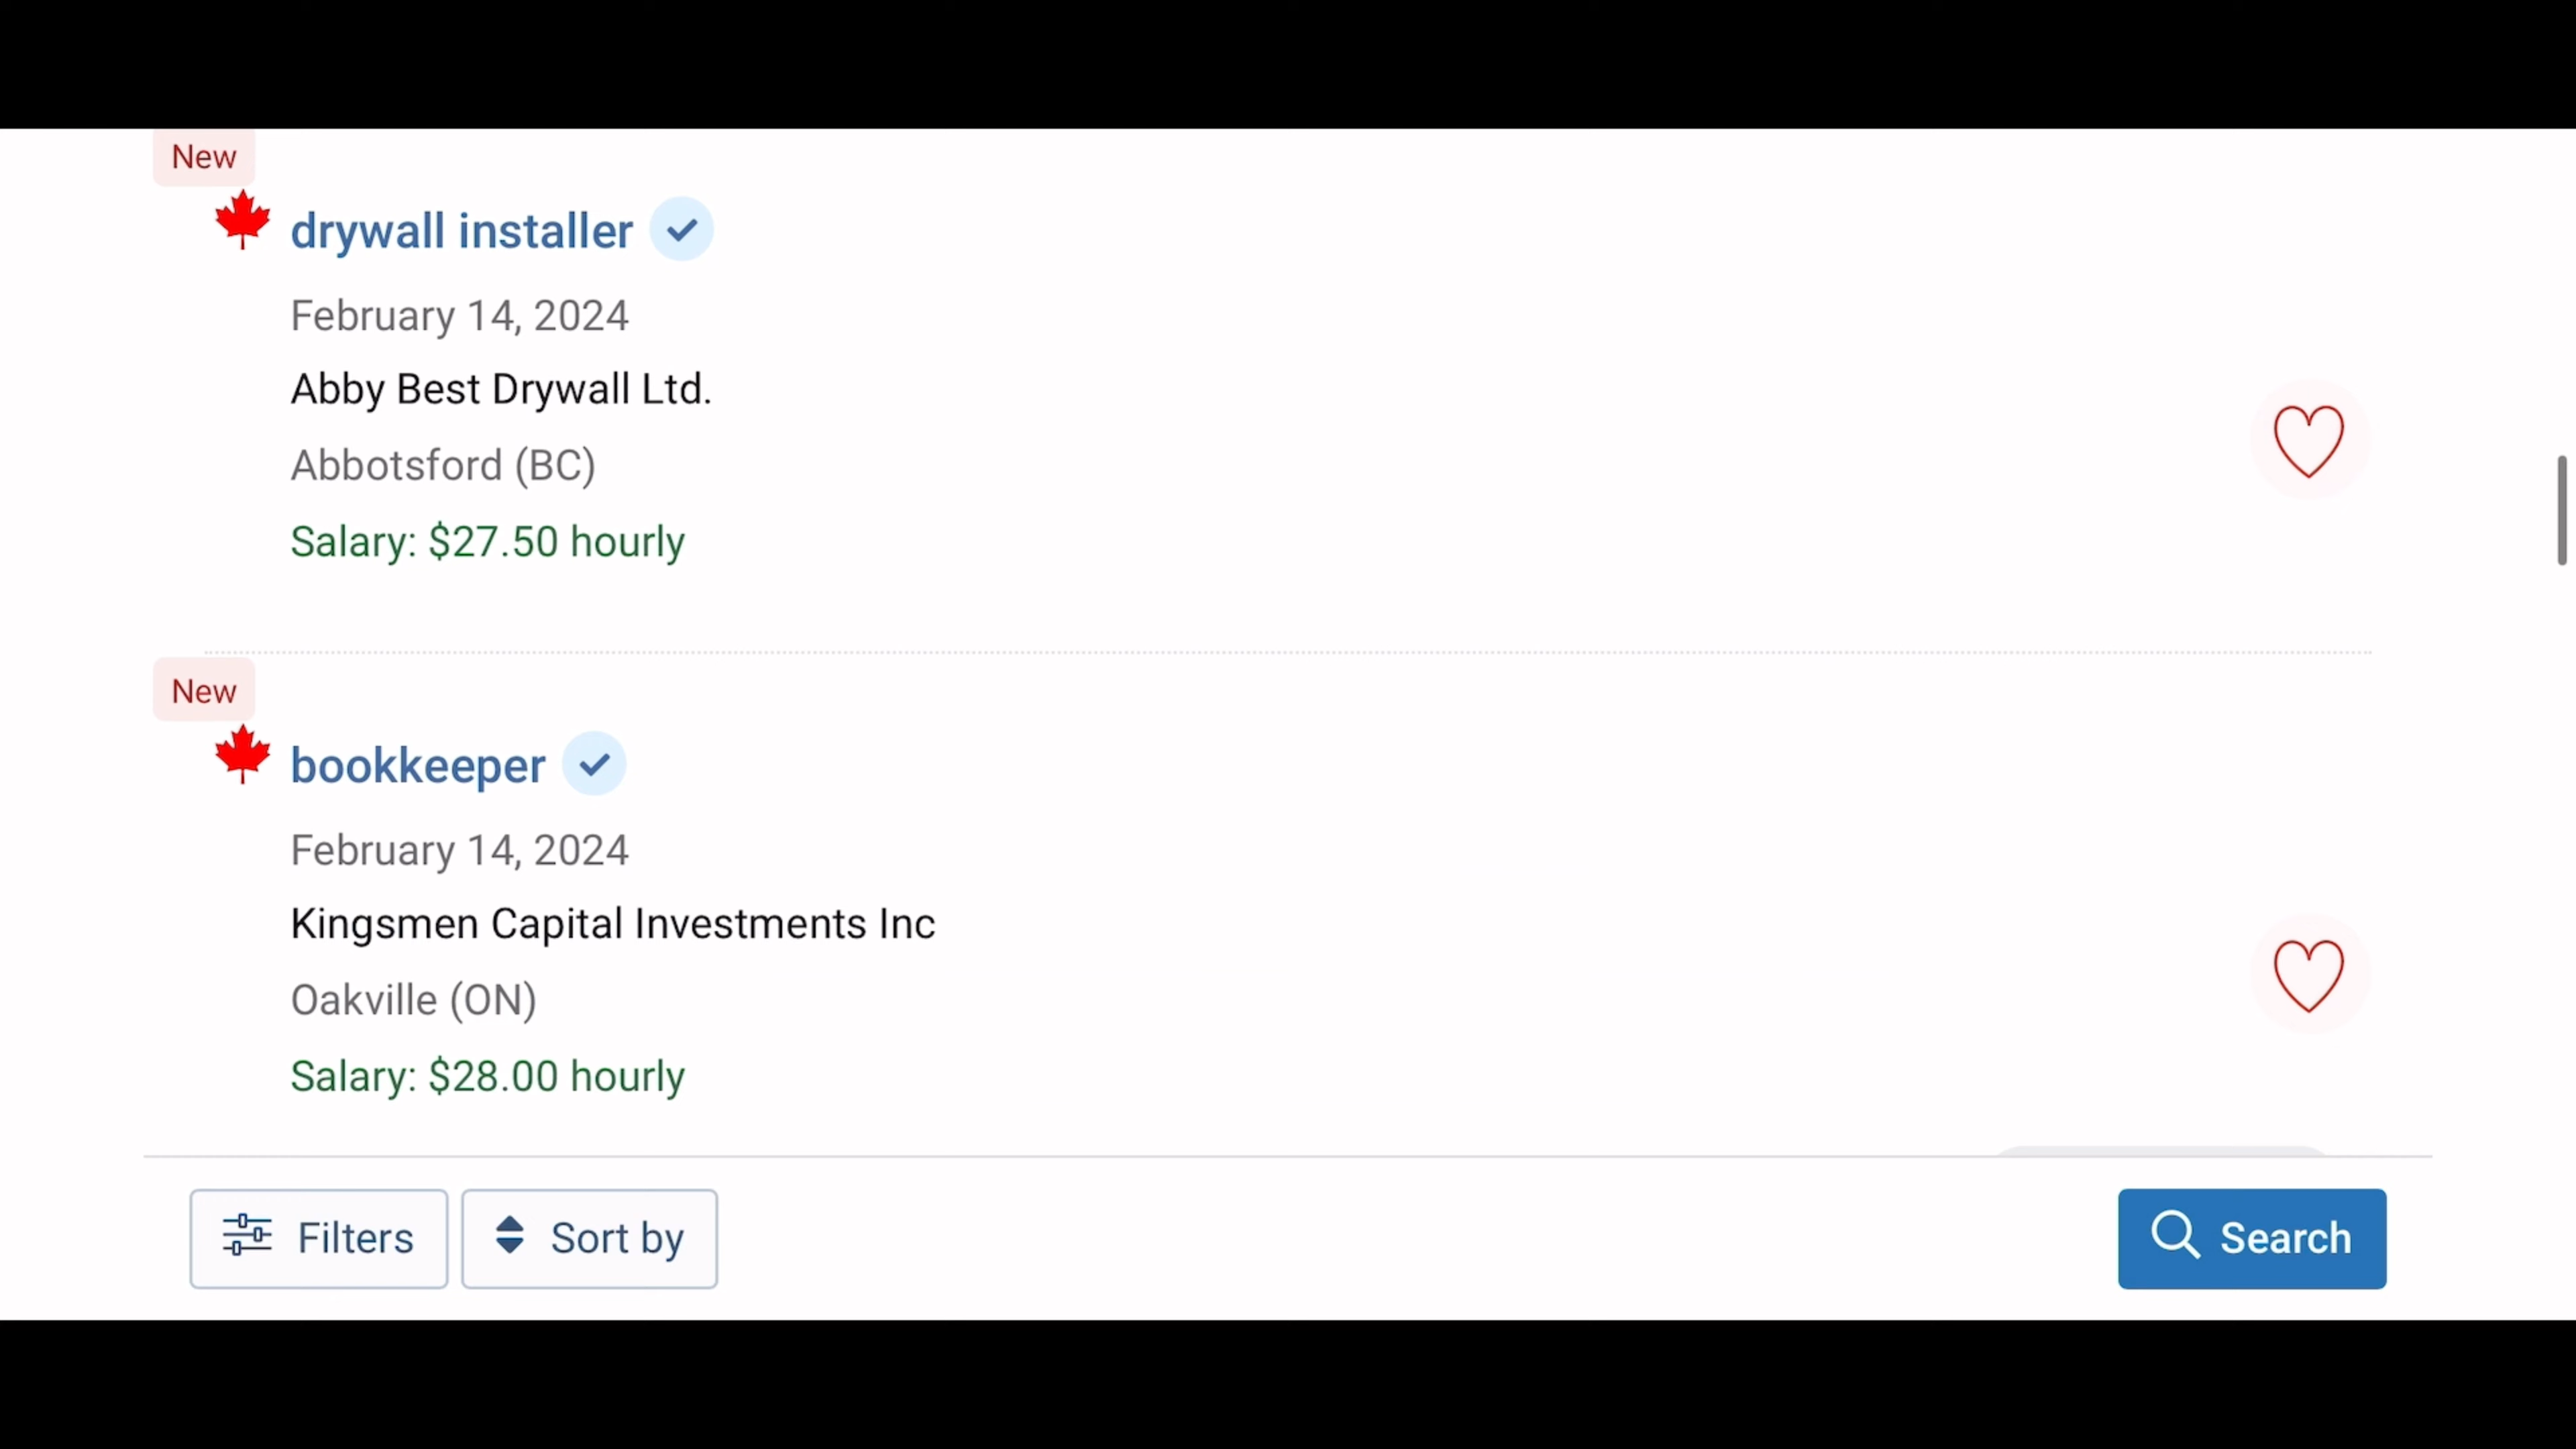 New
drywall installer
February 14, 2024
Abby Best Drywall Ltd.
Abbotsford (BC)
Salary: $27.50 hourly
New
bookkeeper
February 14, 2024
Kingsmen Capital Investments Inc
Oakville (ON)
Salary: $28.00 hourly
Filters
Sort by
Search